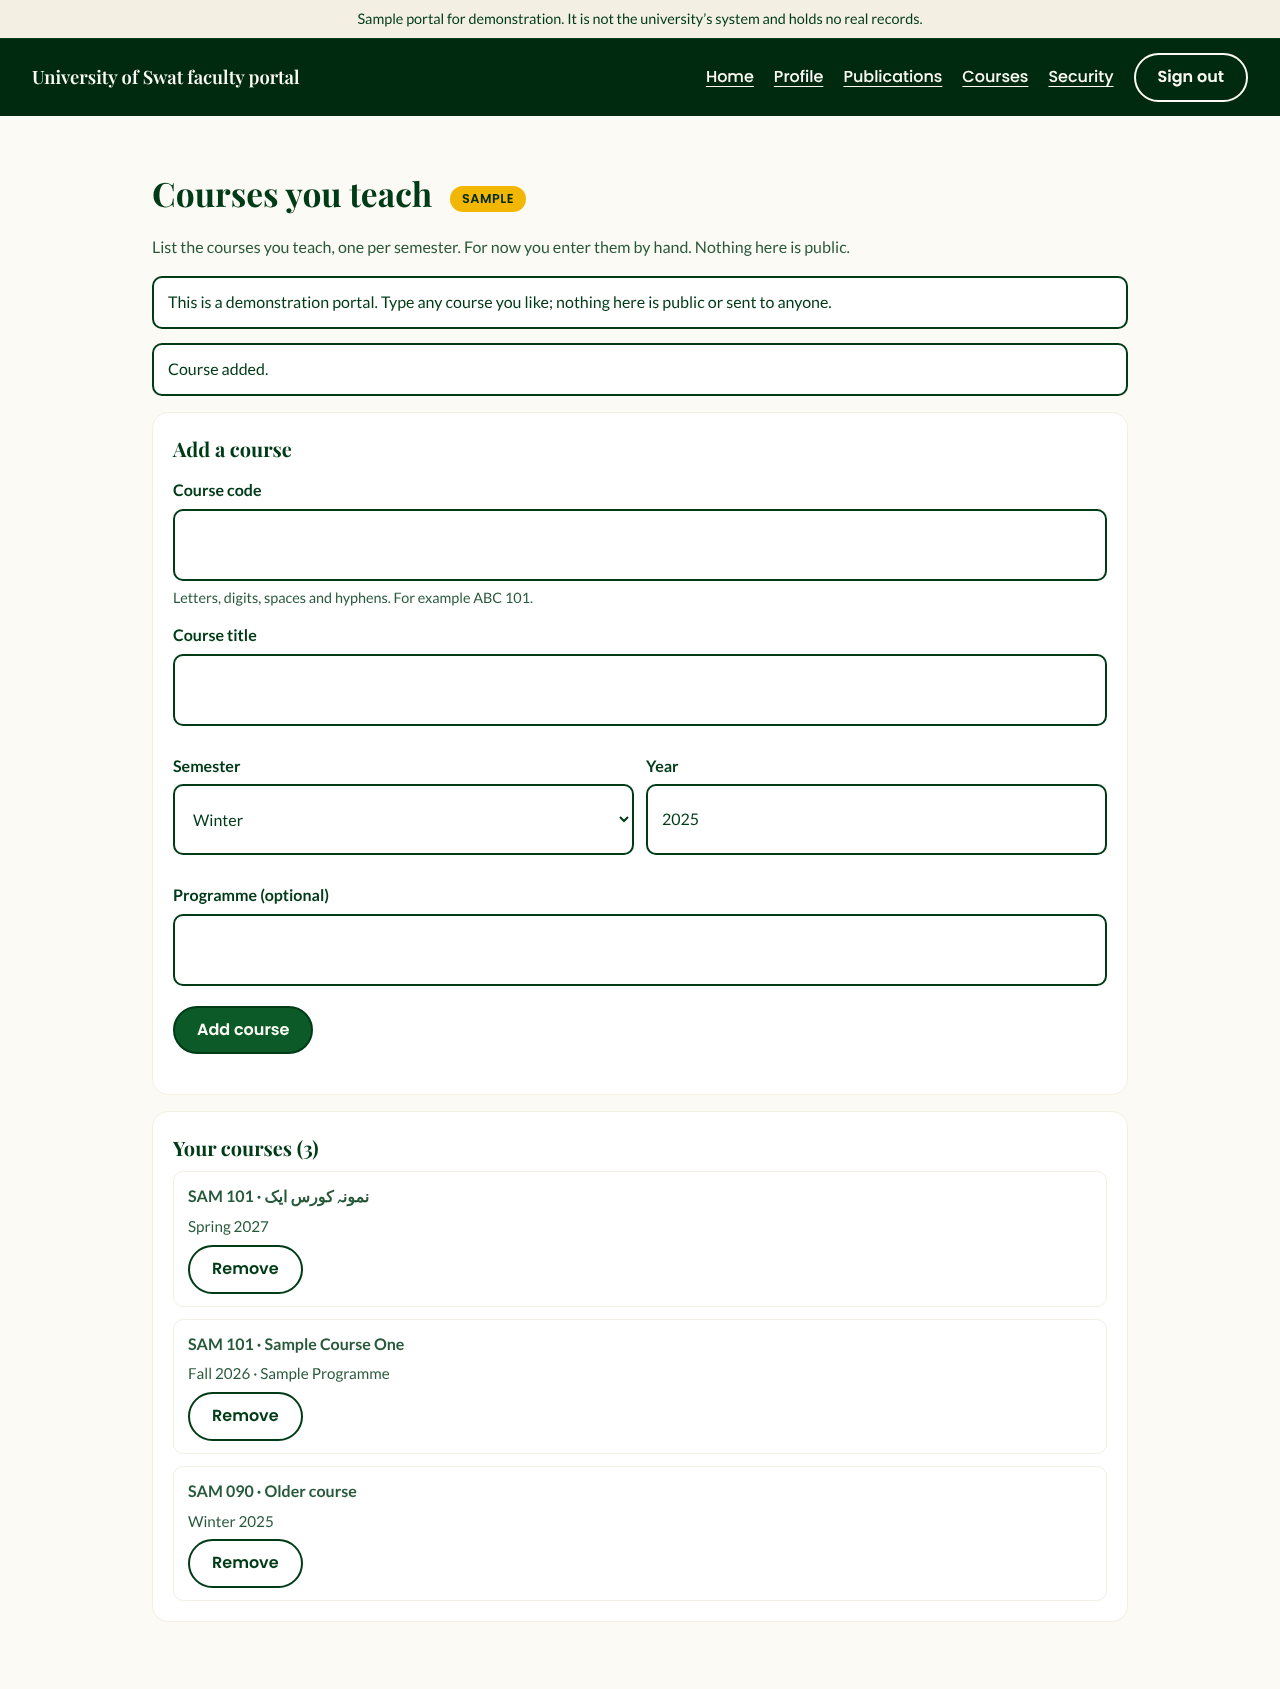 Sample portal for demonstration. It is not the university’s system and holds no real records.
University of Swat faculty portal
Home
Profile
Publications
Courses
Security
Sign out
Courses you teach
SAMPLE
List the courses you teach, one per semester. For now you enter them by hand. Nothing here is public.
This is a demonstration portal. Type any course you like; nothing here is public or sent to anyone.
Course added.
Add a course
Course code
Letters, digits, spaces and hyphens. For example ABC 101.
Course title
Semester
Year
Winter
2025
Programme (optional)
Add course
Your courses (3)
SAM 101 · نمونہ کورس ایک
Spring 2027
Remove
SAM 101 · Sample Course One
Fall 2026 · Sample Programme
Remove
SAM 090 · Older course
Winter 2025
Remove